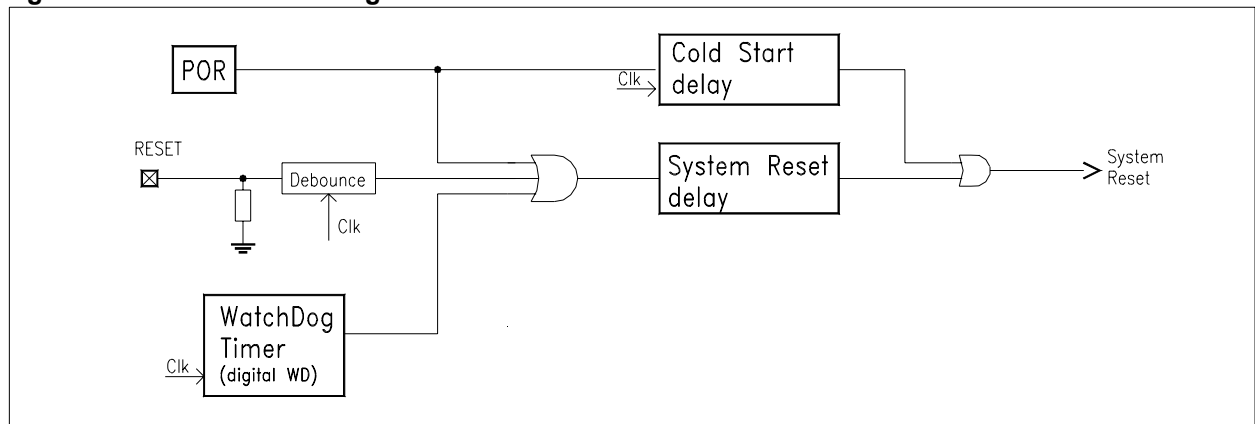 POR
Cold Start
delay
Clk
RESET
Debounce
Clk
System Reset
delay
System
Reset
WatchDog
Timer
(digital WD)
Clk